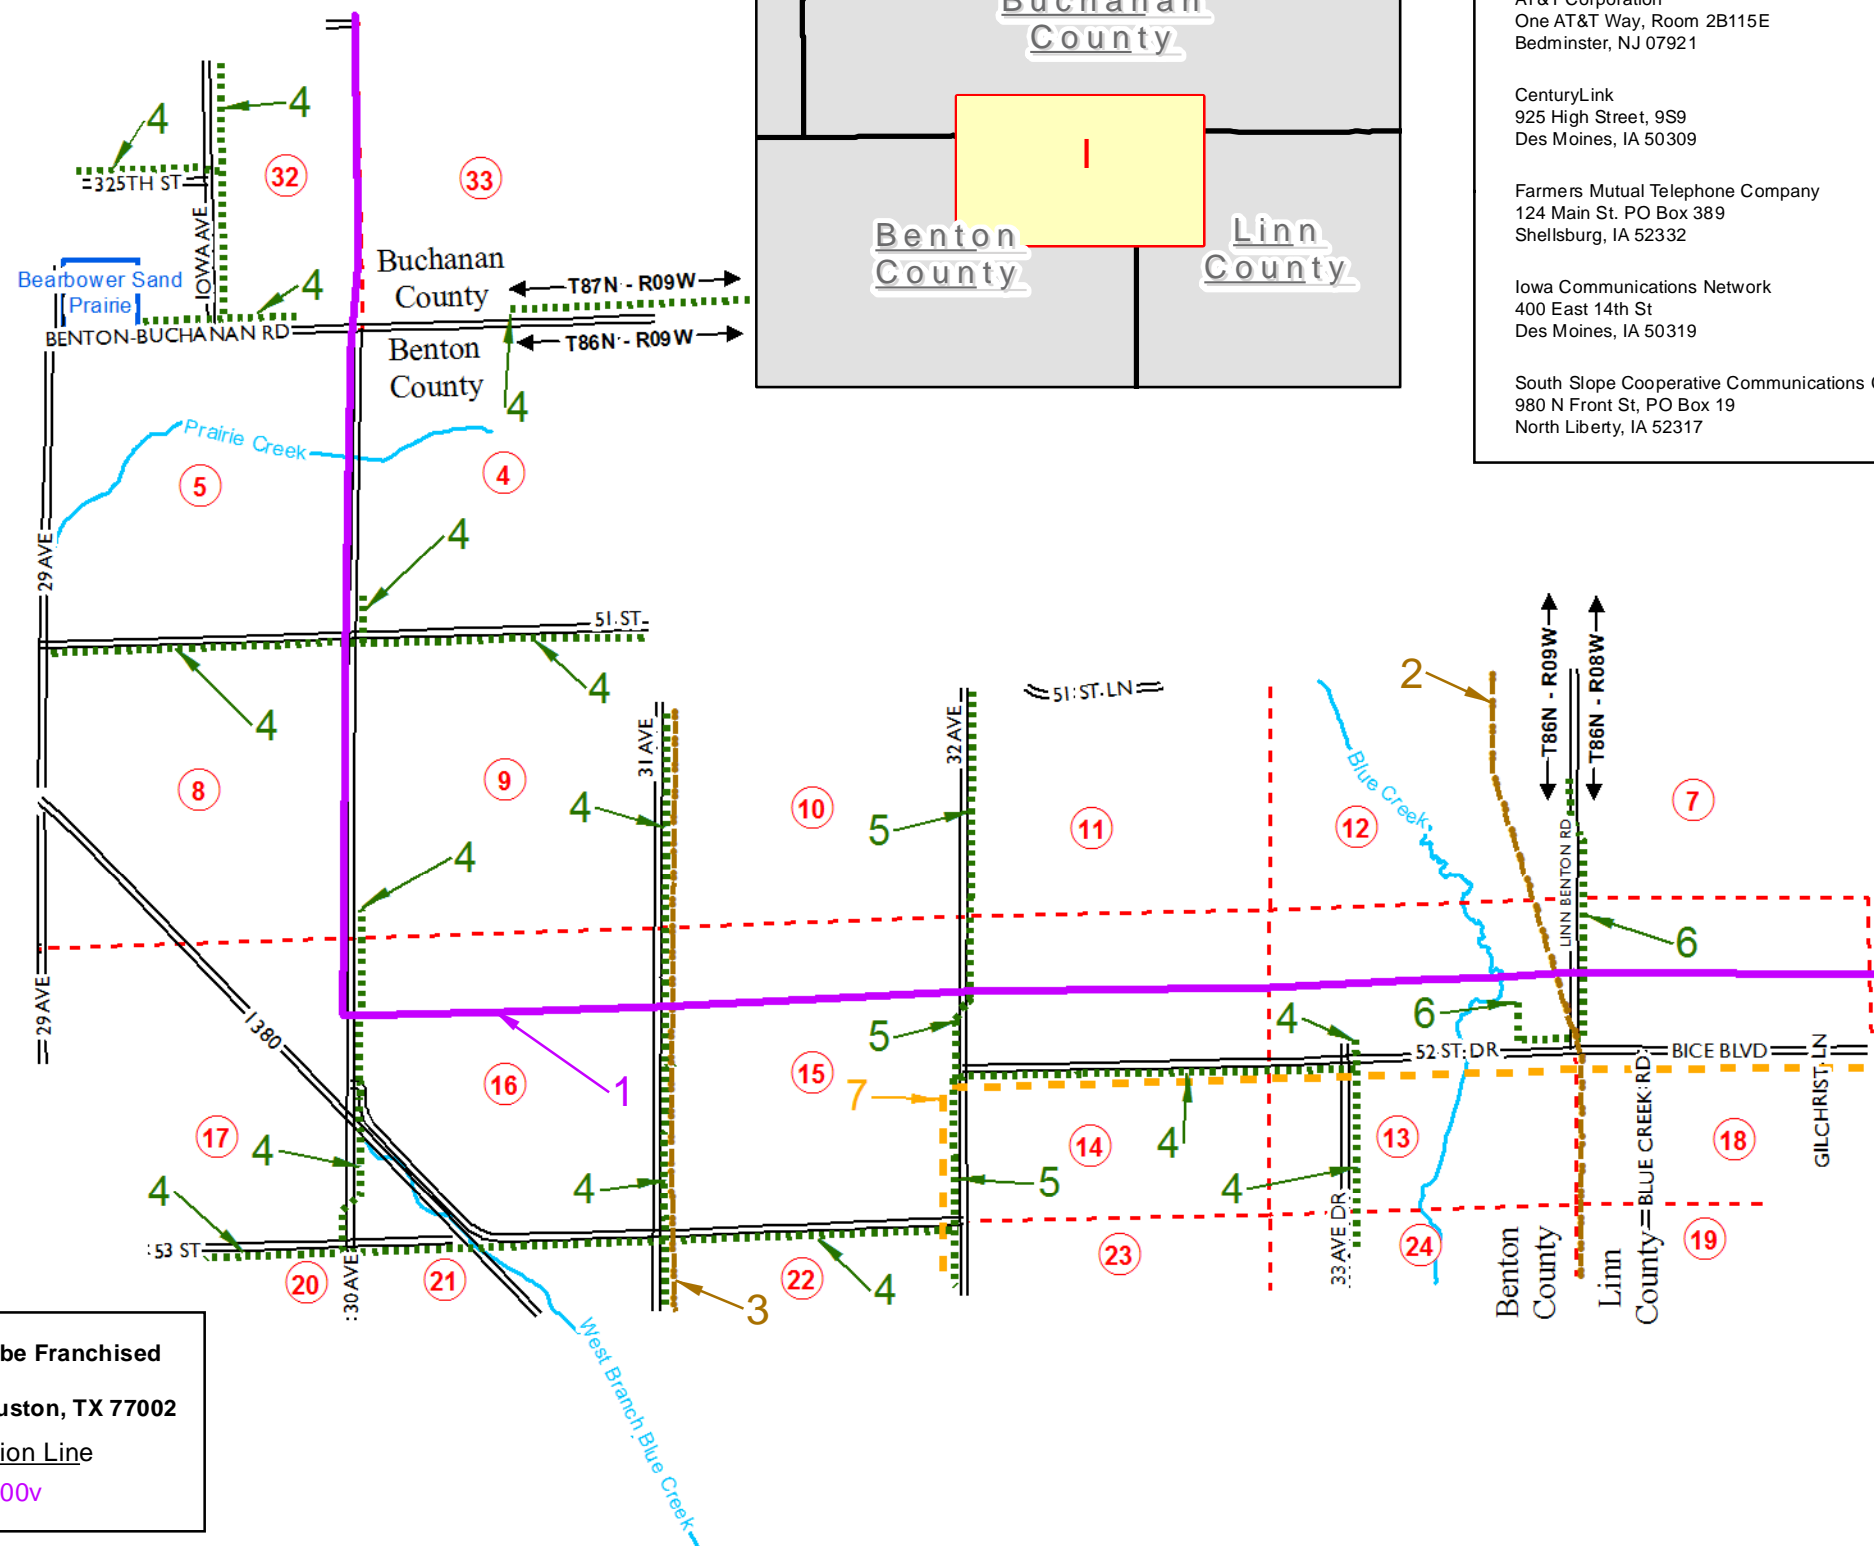 Buchanan
County
Benton
County
Linn
County
I
AT&T Corporation
One AT&T Way, Room 2B115E
Bedminster, NJ 07921
CenturyLink
925 High Street, 9S9
Des Moines, IA 50309
Farmers Mutual Telephone Company
124 Main St. PO Box 389
Shellsburg, IA 52332
Iowa Communications Network
400 East 14th St
Des Moines, IA 50319
South Slope Cooperative Communications
980 N Front St, PO Box 19
North Liberty, IA 52317
4
4
325TH ST
32
33
IOWA AVE
Bearbower Sand
Prairie
4
BENTON-BUCHANAN RD
Buchanan
County
T87N - R09W
T86N - R09W
Benton
County
4
Prairie Creek
5
4
29 AVE
4
51 ST
4
4
8
9
31 AVE
4
10
32 AVE
5
51 ST LN
11
12
Blue Creek
2
T86N - R09W
T86N - R08W
7
LINN BENTON RD
6
4
29 AVE
I 380
1
16
15
5
7
4
6
52 ST DR
BICE BLVD
GILCHRIST LN
17
4
4
4
14
4
5
4
13
BLUE CREEK RD
18
53 ST
20
30 AVE
21
22
4
3
23
33 AVE DR
24
Benton
County
Linn
County
19
West Branch Blue Creek
be Franchised
uston, TX 77002
ion Line
00v